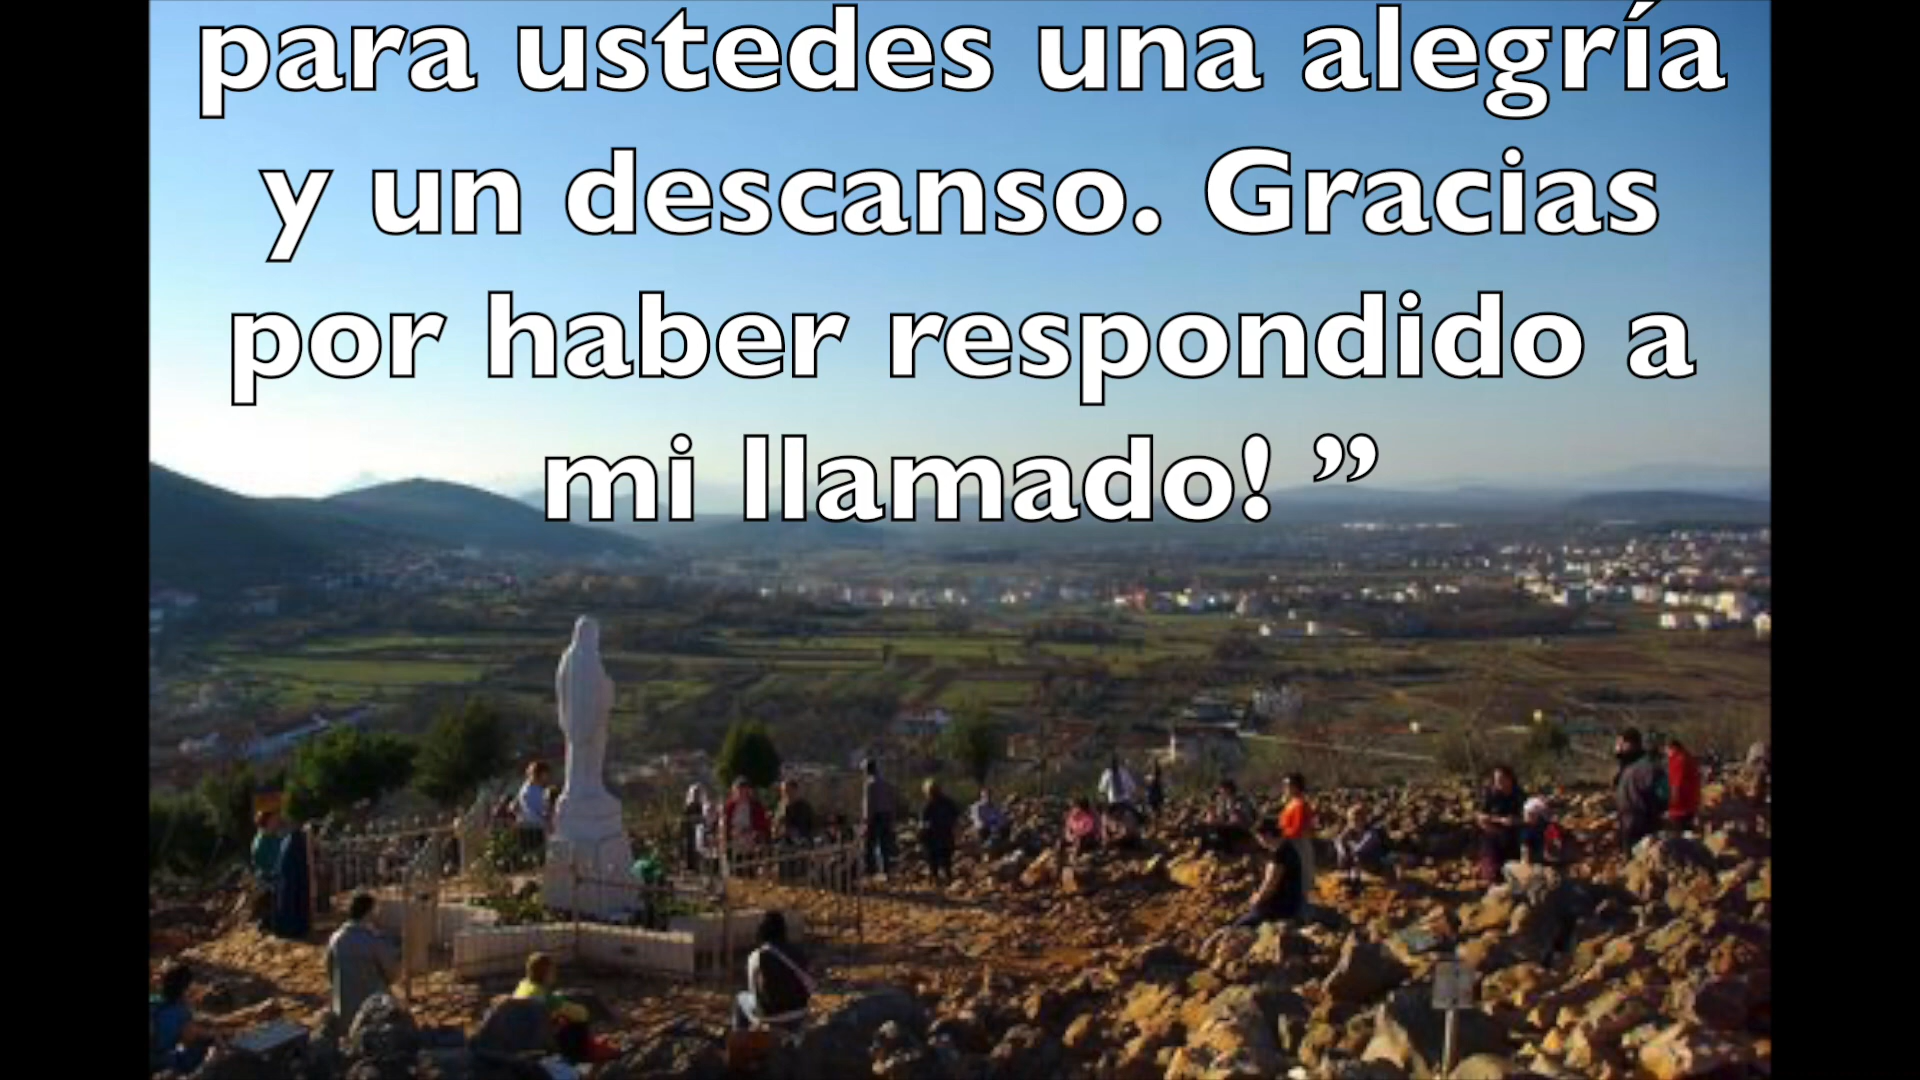 para ustedes una alegría
y un descanso. Gracias
por haber respondido a
mi llamado! ”